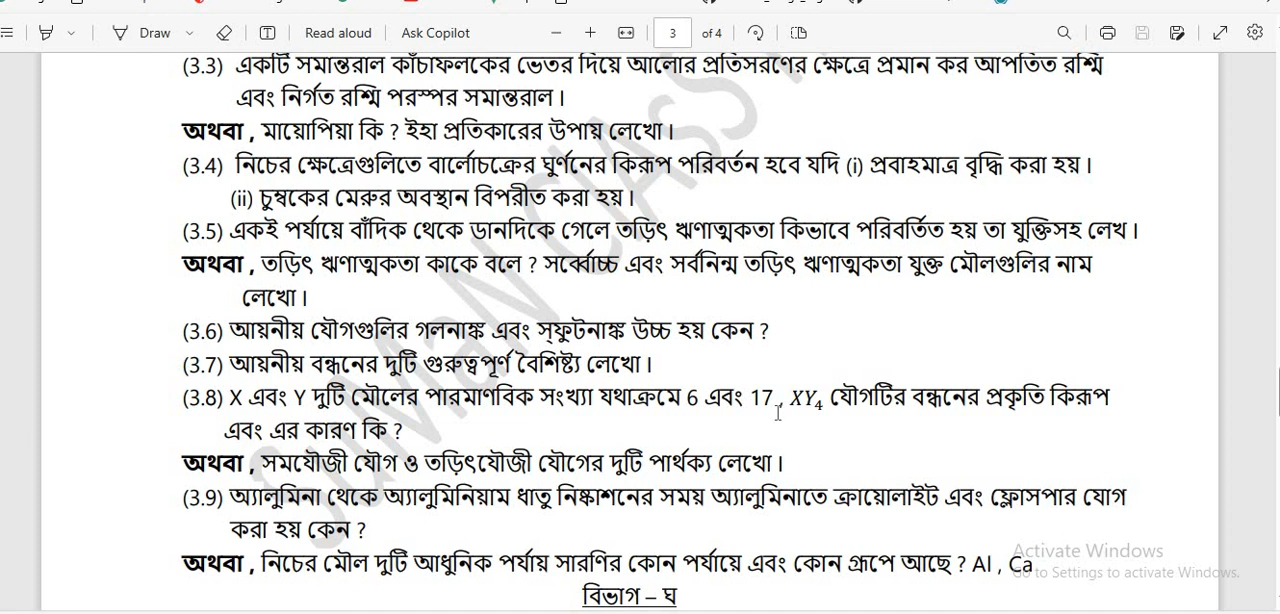 Draw
Read aloud
Ask Copilot
3
of 4
(3.3) একটি সমান্তরাল কাঁচাফলকের ভেতর দিয়ে আলোর প্রতিসরণের ক্ষেত্রে প্রমান কর আপতিত রশ্মি
এবং নির্গত রশ্মি পরস্পর সমান্তরাল।
অথবা , মায়োপিয়া কি ? ইহা প্রতিকারের উপায় লেখো।
(3.4) নিচের ক্ষেত্রেগুলিতে বার্লোচক্রের ঘুর্ণনের কিরূপ পরিবর্তন হবে যদি (i) প্রবাহমাত্র বৃদ্ধি করা হয়।
(ii) চুম্বকের মেরুর অবস্থান বিপরীত করা হয়।
(3.5) একই পর্যায়ে বাঁদিক থেকে ডানদিকে গেলে তড়িৎ ঋণাত্মকতা কিভাবে পরিবর্তিত হয় তা যুক্তিসহ লেখ।
অথবা , তড়িৎ ঋণাত্মকতা কাকে বলে ? সর্ব্বোচ্চ এবং সর্বনিম্ম তড়িৎ ঋণাত্মকতা যুক্ত মৌলগুলির নাম
লেখো।
(3.6) আয়নীয় যৌগগুলির গলনাঙ্ক এবং স্ফুটনাঙ্ক উচ্চ হয় কেন ?
(3.7) আয়নীয় বন্ধনের দুটি গুরুত্বপূর্ণ বৈশিষ্ট্য লেখো।
(3.8) X এবং Y দুটি মৌলের পারমাণবিক সংখ্যা যথাক্রমে 6 এবং 17, XY₄ যৌগটির বন্ধনের প্রকৃতি কিরূপ
এবং এর কারণ কি ?
অথবা , সমযৌজী যৌগ ও তড়িৎযৌজী যৌগের দুটি পার্থক্য লেখো।
(3.9) অ্যালুমিনা থেকে অ্যালুমিনিয়াম ধাতু নিষ্কাশনের সময় অ্যালুমিনাতে ক্রায়োলাইট এবং ফ্লোসপার যোগ
করা হয় কেন ?
অথবা , নিচের মৌল দুটি আধুনিক পর্যায় সারণির কোন পর্যায়ে এবং কোন গ্রূপে আছে ? Al , Ca
বিভাগ – ঘ
SuMaN ClAss
Activate Windows
Go to Settings to activate Windows.